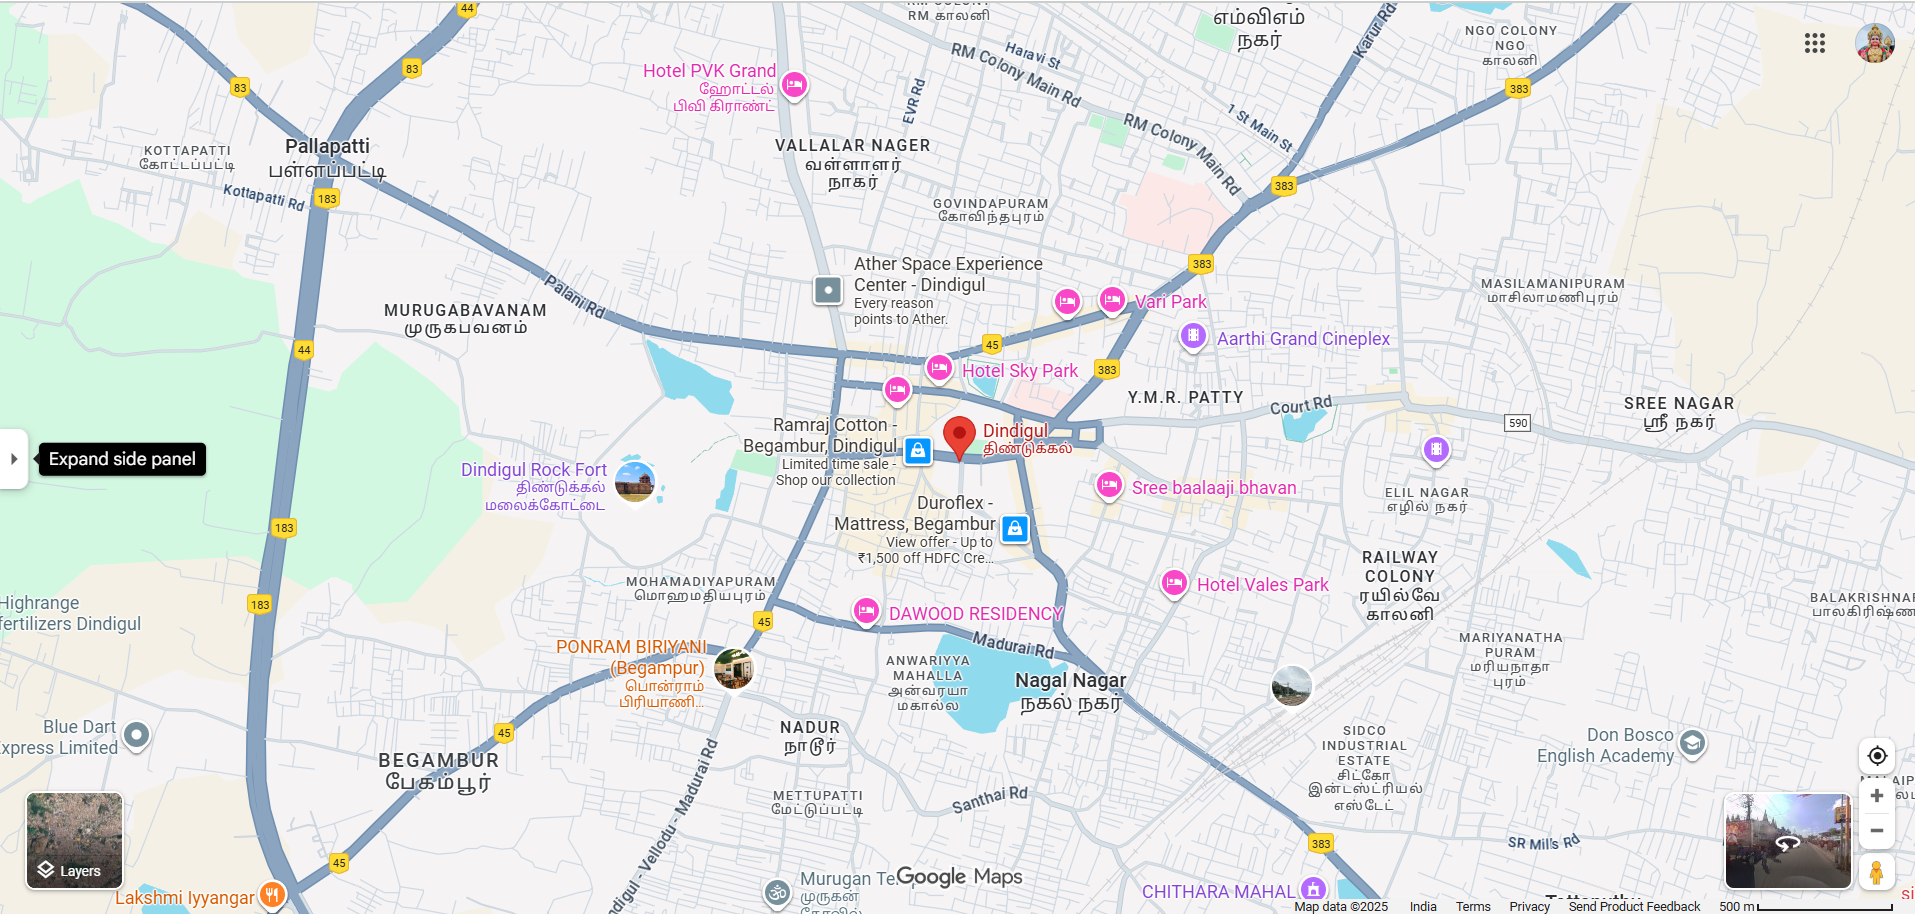 44
RM காலனி
எம்விஎம்
நகர்
Haravi St
RM Colony Main Rd
Karur Rd
NGO COLONY
NGO
காலனி
Hotel PVK Grand
ஹோட்டல்
பிவி கிராண்ட்
83
83
EVR Rd
383
1 St Main St
RM Colony Main Rd
KOTTAPATTI
கோட்டப்பட்டி
Pallapatti
பள்ளப்பட்டி
VALLALAR NAGER
வள்ளாளர்
நாகர்
Kottapatti Rd
183
383
GOVINDAPURAM
கோவிந்தபுரம்
Ather Space Experience
Center - Dindigul
Every reason
points to Ather.
383
Palani Rd
MASILAMANIPURAM
மாசிலாமணிபுரம்
MURUGABAVANAM
முருகபவனம்
Vari Park
Aarthi Grand Cineplex
44
45
Hotel Sky Park
383
Y.M.R. PATTY
Court Rd
590
SREE NAGAR
ஸ்ரீ நகர்
Ramraj Cotton -
Begambur, Dindigul
Limited time sale -
Shop our collection
Dindigul
திண்டுக்கல்
Expand side panel
Dindigul Rock Fort
திண்டுக்கல்
மலைக்கோட்டை
Sree baalaaji bhavan
ELIL NAGAR
எழில் நகர்
183
Duroflex -
Mattress, Begambur
View offer - Up to
₹1,500 off HDFC Cre...
RAILWAY
COLONY
ரயில்வே
காலனி
MOHAMADIYAPURAM
மொஹமதியபுரம்
Hotel Vales Park
183
Highrange
fertilizers Dindigul
45
DAWOOD RESIDENCY
BALAKRISHNA
பாலகிரிஷ்ண
PONRAM BIRIYANI
(Begampur)
பொன்ராம்
பிரியாணி...
Madurai Rd
MARIYANATHA
PURAM
மரியநாதா
புரம்
ANWARIYYA
MAHALLA
அன்வரயா
மகால்ல
Nagal Nagar
நகல் நகர்
Blue Dart
Express Limited
45
NADUR
நாடூர்
SIDCO
INDUSTRIAL
ESTATE
சிட்கோ
இன்டஸ்ட்ரியல்
எஸ்டேட்
Don Bosco
English Academy
BEGAMBUR
பேகம்பூர்
METTUPATTI
மேட்டுப்பட்டி
Santhai Rd
Dindigul - Vellodu - Madurai Rd
SR Mill's Rd
383
45
Layers
Lakshmi Iyyangar
Murugan Te
முருகன்
Google Maps
CHITHARA MAHAL
Map data ©2025 India Terms Privacy Send Product Feedback 500 m